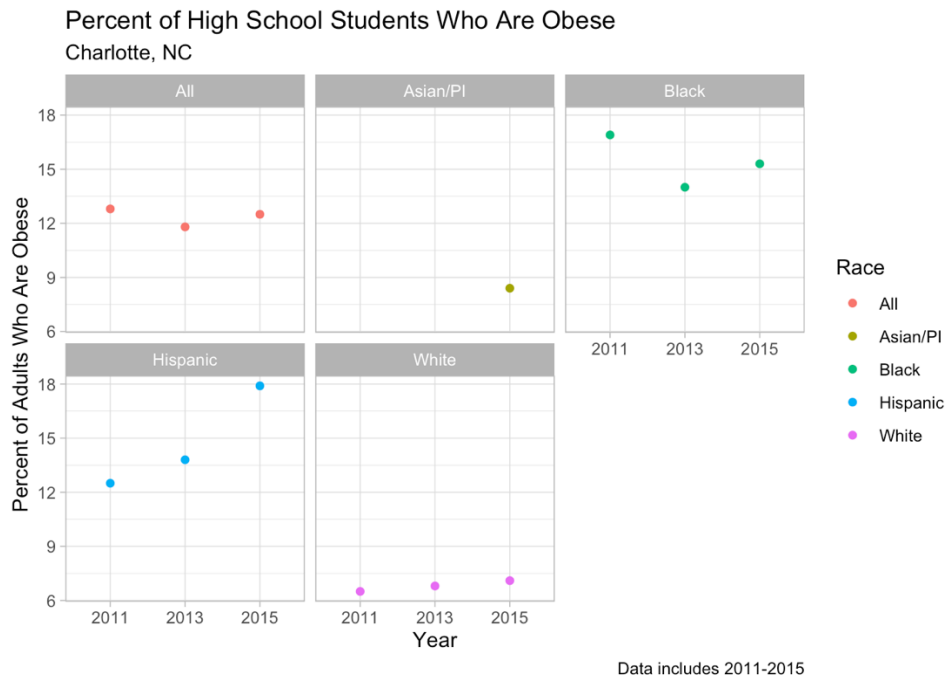 Percent of High School Students Who Are Obese
Charlotte, NC
All Asian/PI Black
18
15
12
9
6
2011 2013 2015
Hispanic White
18
15
12
9
6
2011 2013 2015 2011 2013 2015
Percent of Adults Who Are Obese
Year
Race
All
Asian/PI
Black
Hispanic
White
Data includes 2011-2015